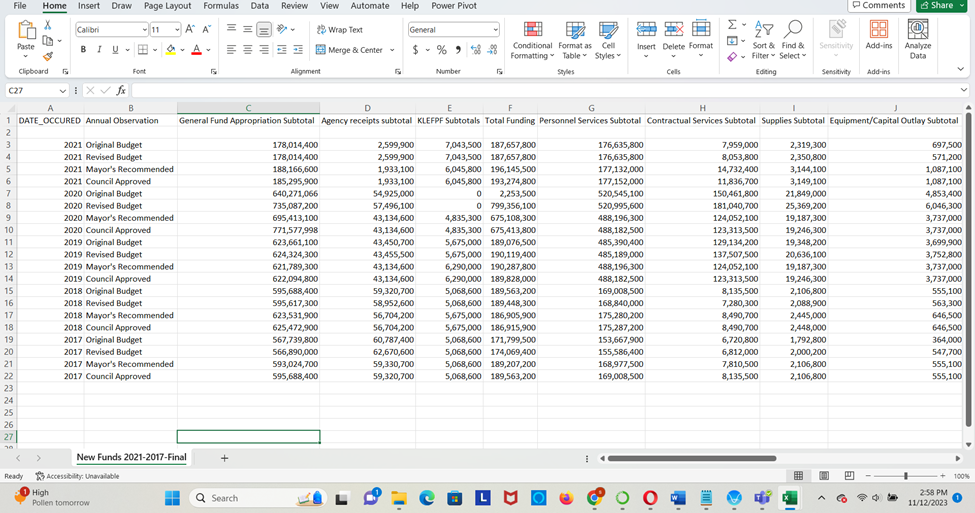 File Home Insert Draw Page Layout Formulas Data Review View Automate Help Power Pivot Comments Share
Paste Calibri 11 A A Wrap Text General Conditional Format as Cell Insert Delete Format Sort & Find & Sensitivity Add-ins Analyze
B I U A Merge & Center $ % Formatting Table Styles Filter Select Data
Clipboard Font Alignment Number Styles Cells Editing Sensitivity Add-ins
C27 fx
A B C D E F G H I J
1 DATE_OCCURED Annual Observation General Fund Appropriation Subtotal Agency receipts subtotal KLEFPF Subtotals Total Funding Personnel Services Subtotal Contractual Services Subtotal Supplies Subtotal Equipment/Capital Outlay Subtotal
2
3 2021 Original Budget 178,014,400 2,599,900 7,043,500 187,657,800 176,635,800 7,959,000 2,319,300 697,500
4 2021 Revised Budget 178,014,400 2,599,900 7,043,500 187,657,800 176,635,800 8,053,800 2,350,800 571,200
5 2021 Mayor's Recommended 188,166,600 1,933,100 6,045,800 196,145,500 177,132,000 14,732,400 3,144,100 1,087,100
6 2021 Council Approved 185,295,900 1,933,100 6,045,800 193,274,800 177,152,000 11,836,700 3,149,100 1,087,100
7 2020 Original Budget 640,271,066 54,925,000 0 2,253,500 520,545,100 150,461,800 21,849,000 4,853,400
8 2020 Revised Budget 735,087,200 57,496,100 0 799,356,100 520,995,600 181,040,700 25,369,200 6,046,300
9 2020 Mayor's Recommended 695,413,100 43,134,600 4,835,300 675,108,300 488,196,300 124,052,100 19,187,300 3,737,000
10 2020 Council Approved 771,577,998 43,134,600 4,835,300 675,413,800 488,182,500 123,313,500 19,246,300 3,737,000
11 2019 Original Budget 623,661,100 43,450,700 5,675,000 189,076,500 485,390,400 129,134,200 19,348,200 3,699,900
12 2019 Revised Budget 624,324,300 43,455,500 5,675,000 190,119,400 485,189,000 137,507,500 20,636,100 3,752,800
13 2019 Mayor's Recommended 621,789,300 43,134,600 6,290,000 190,287,800 488,196,300 124,052,100 19,187,300 3,737,000
14 2019 Council Approved 622,094,800 43,134,600 6,290,000 189,828,000 488,182,500 123,313,500 19,246,300 3,737,000
15 2018 Original Budget 595,688,400 59,320,700 5,068,600 189,563,200 169,008,500 8,135,500 2,106,800 555,100
16 2018 Revised Budget 595,617,300 58,952,600 5,068,600 189,448,300 168,840,000 7,280,300 2,088,900 563,300
17 2018 Mayor's Recommended 623,531,900 56,704,200 5,675,000 186,905,900 175,280,200 8,490,700 2,445,000 646,500
18 2018 Council Approved 625,472,900 56,704,200 5,675,000 186,915,900 175,287,200 8,490,700 2,448,000 646,500
19 2017 Original Budget 567,739,800 60,787,400 5,068,600 171,799,500 153,667,900 6,720,800 1,792,800 364,000
20 2017 Revised Budget 566,890,000 62,670,600 5,068,600 174,069,400 155,586,400 6,812,000 2,000,200 547,700
21 2017 Mayor's Recommended 593,024,700 59,330,700 5,068,600 189,207,200 168,977,500 7,810,500 2,106,800 555,100
22 2017 Council Approved 595,688,400 59,320,700 5,068,600 189,563,200 169,008,500 8,135,500 2,106,800 555,100
23
24
25
26
27
28
New Funds 2021-2017-Final
Ready Accessibility: Unavailable 100%
1 High Search 2:58 PM
Pollen tomorrow 11/12/2023